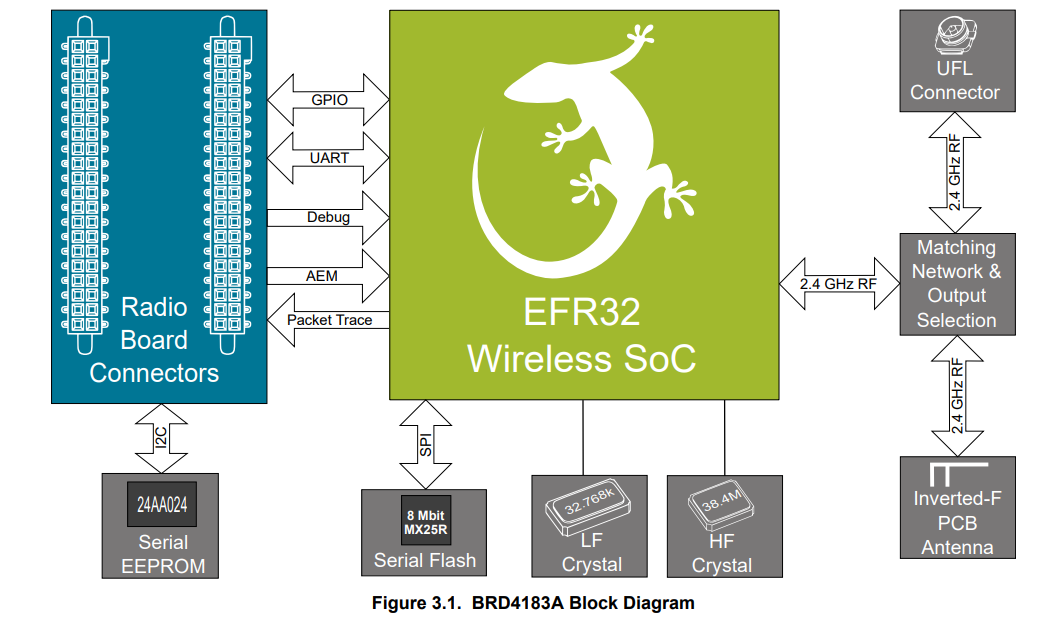 Radio
Board
Connectors
GPIO
UART
Debug
AEM
Packet Trace
EFR32
Wireless SoC
UFL
Connector
2.4 GHz RF
Matching
Network &
Output
Selection
2.4 GHz RF
2.4 GHz RF
Inverted-F
PCB
Antenna
I2C
24AA024
Serial
EEPROM
SPI
8 Mbit
MX25R
Serial Flash
32.768k
LF
Crystal
38.4M
HF
Crystal
Figure 3.1. BRD4183A Block Diagram